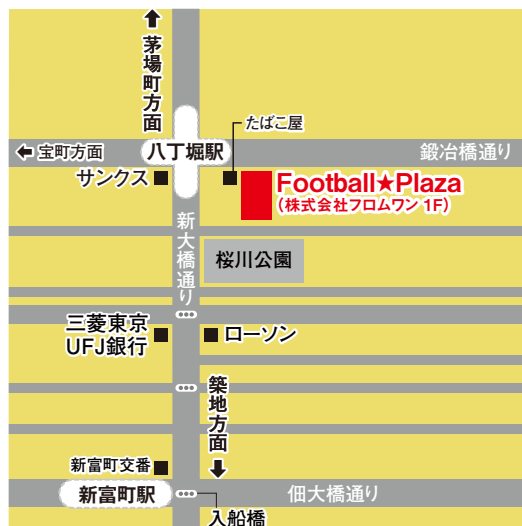 茅場町方面
たばこ屋
宝町方面
八丁堀駅
鍛冶橋通り
サンクス
Football★Plaza
（株式会社フロムワン 1F）
新大橋通り
桜川公園
三菱東京
UFJ銀行
ローソン
築地方面
新富町交番
新富町駅
佃大橋通り
入船橋